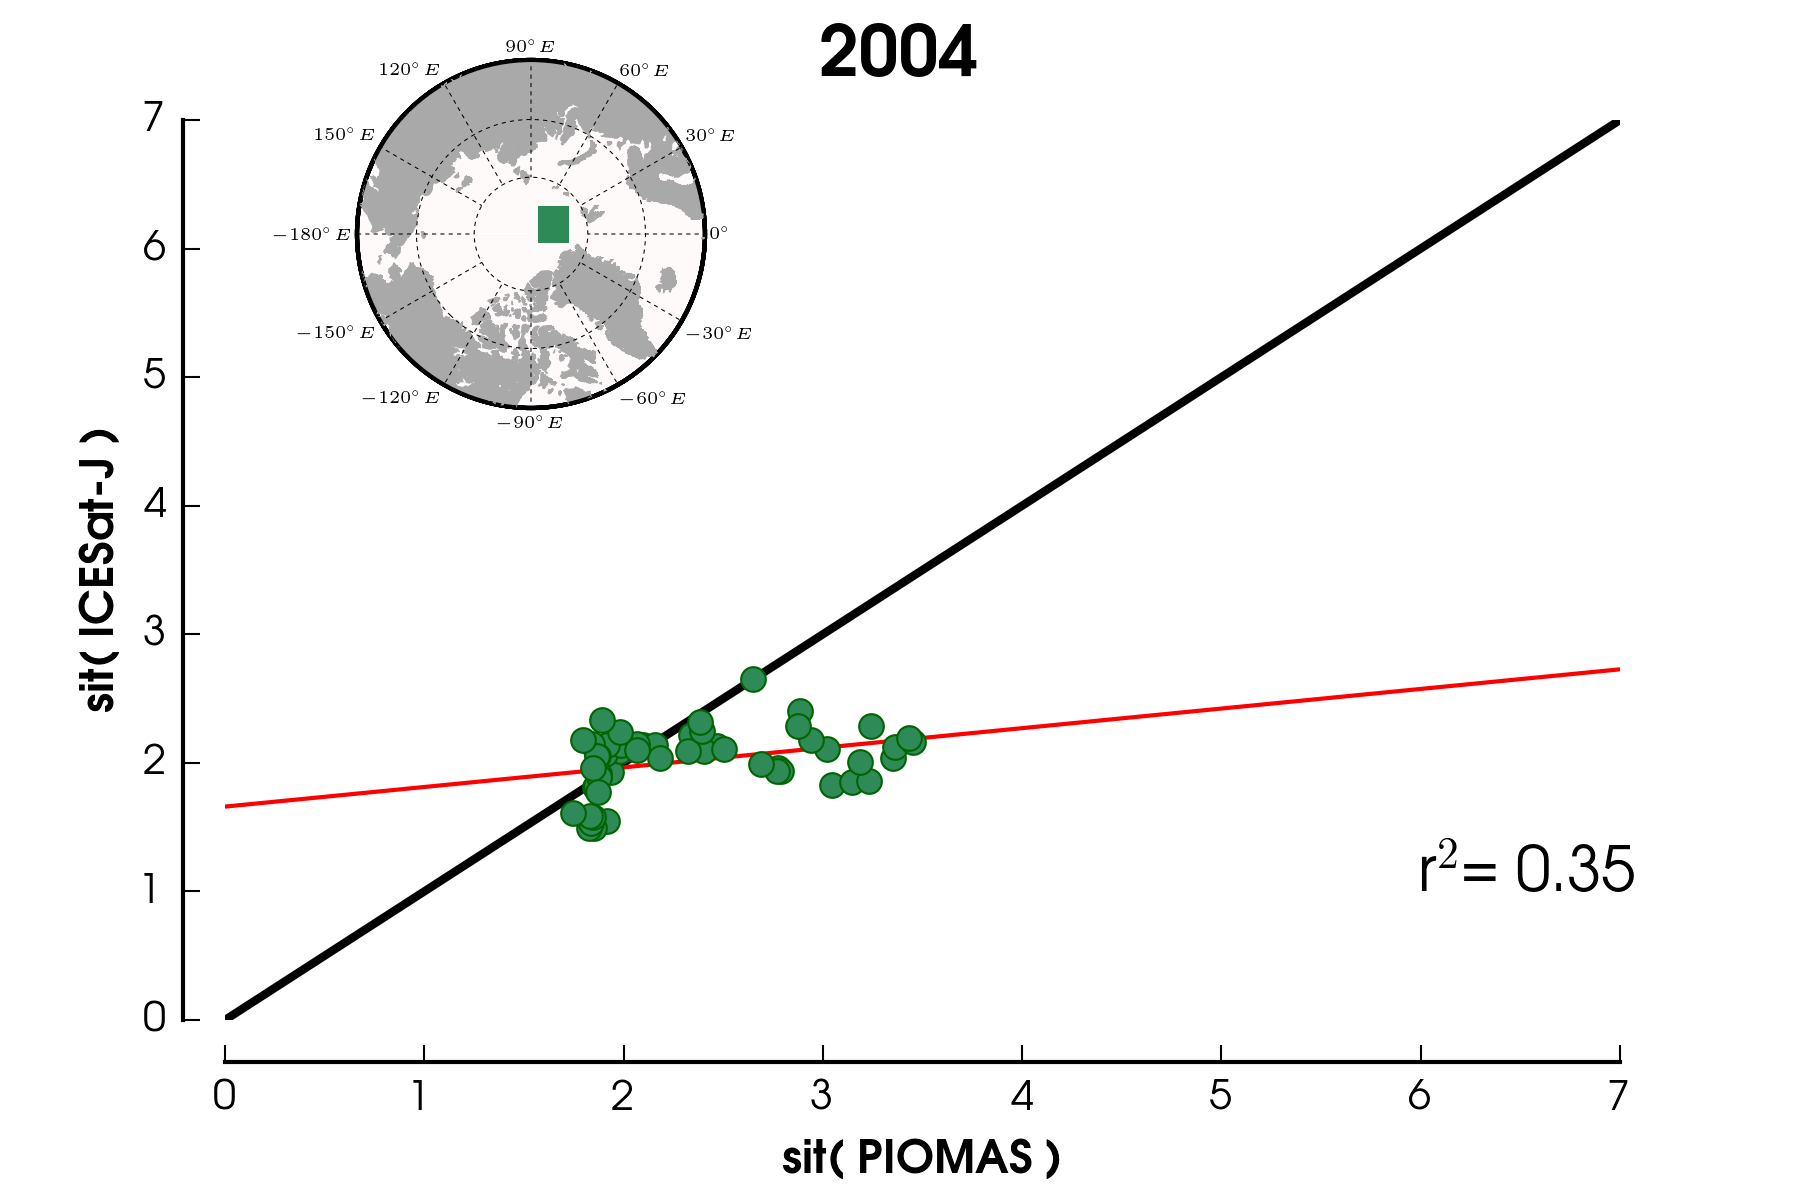 2004
90° E
120° E
60° E
150° E
30° E
−180° E
0°
−150° E
−30° E
−120° E
−60° E
−90° E
7
6
5
4
3
2
1
0
sit( ICESat-J )
r²= 0.35
0 1 2 3 4 5 6 7
sit( PIOMAS )